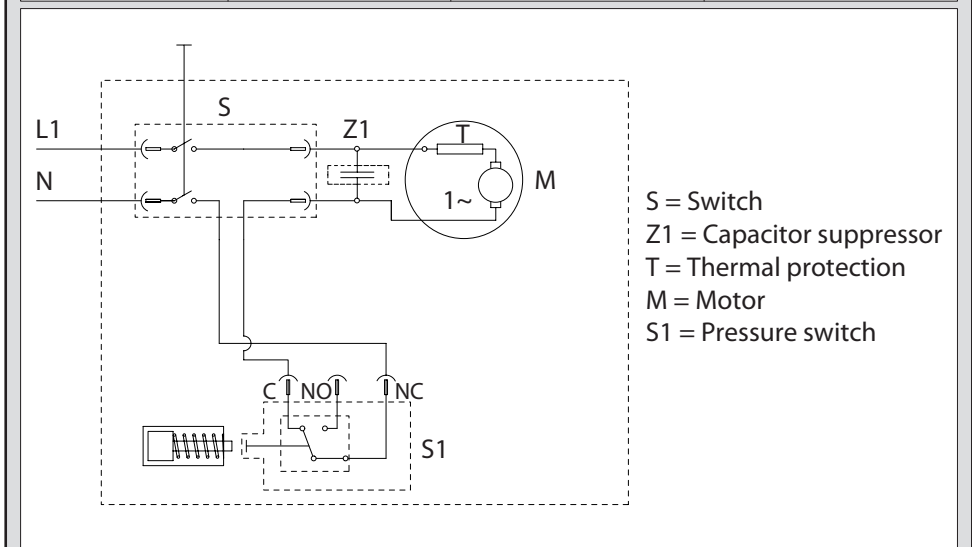 S
L1
Z1
T
N
M
1~
S = Switch
Z1 = Capacitor suppressor
T = Thermal protection
M = Motor
S1 = Pressure switch
C NO NC
S1